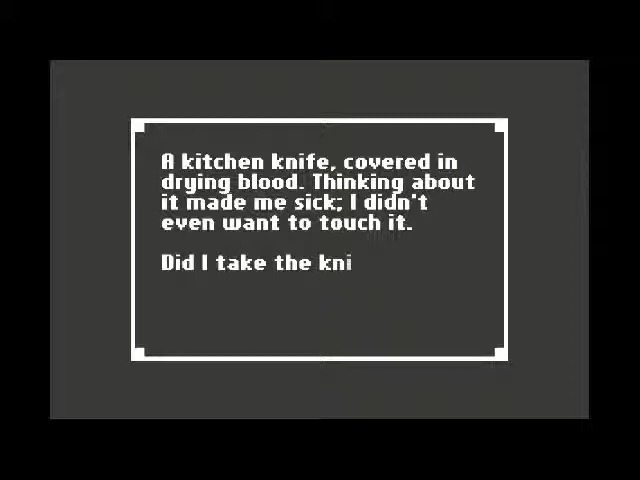 A kitchen knife, covered in
drying blood. Thinking about
it made me sick; I didn't
even want to touch it.
Did I take the kni